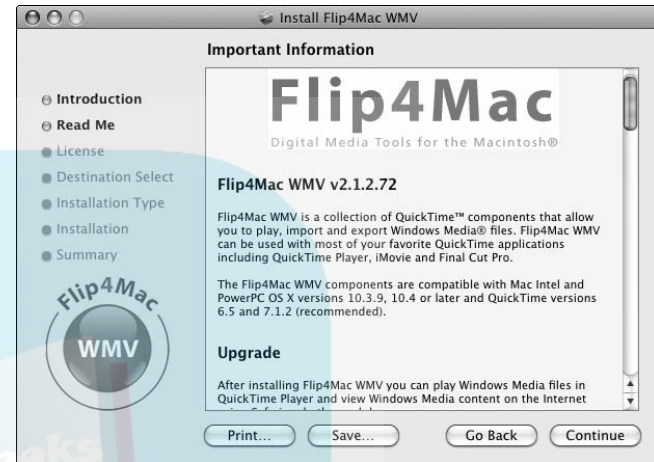 Install Flip4Mac WMV
Important Information
Introduction
Read Me
License
Destination Select
Installation Type
Installation
Summary
Flip4Mac
WMV
Flip4Mac
Digital Media Tools for the Macintosh®
Flip4Mac WMV v2.1.2.72
Flip4Mac WMV is a collection of QuickTime™ components that allow
you to play, import and export Windows Media® files. Flip4Mac WMV
can be used with most of your favorite QuickTime applications
including QuickTime Player, iMovie and Final Cut Pro.
The Flip4Mac WMV components are compatible with Mac Intel and
PowerPC OS X versions 10.3.9, 10.4 or later and QuickTime versions
6.5 and 7.1.2 (recommended).
Upgrade
After installing Flip4Mac WMV you can play Windows Media files in
QuickTime Player and view Windows Media content on the Internet
Print...
Save...
Go Back
Continue